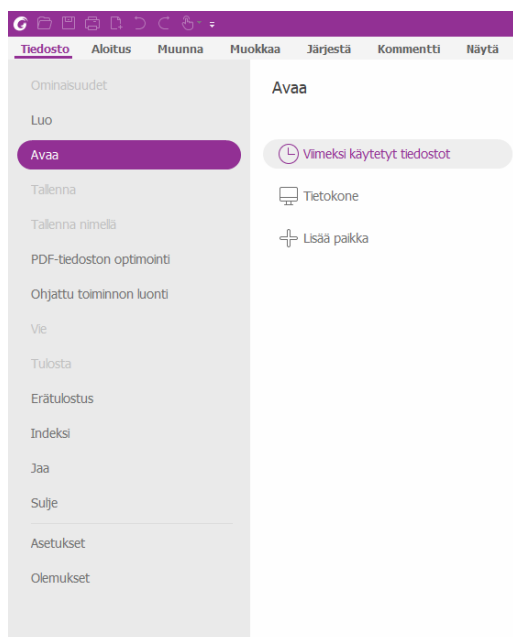 Tiedosto Aloitus Muunna Muokkaa Järjestä Kommentti Näytä
Ominaisuudet
Luo
Avaa
Tallenna
Tallenna nimellä
PDF-tiedoston optimointi
Ohjattu toiminnon luonti
Vie
Tulosta
Erätulostus
Indeksi
Jaa
Sulje
Asetukset
Olemukset
Avaa
Viimeksi käytetyt tiedostot
Tietokone
Lisää paikka